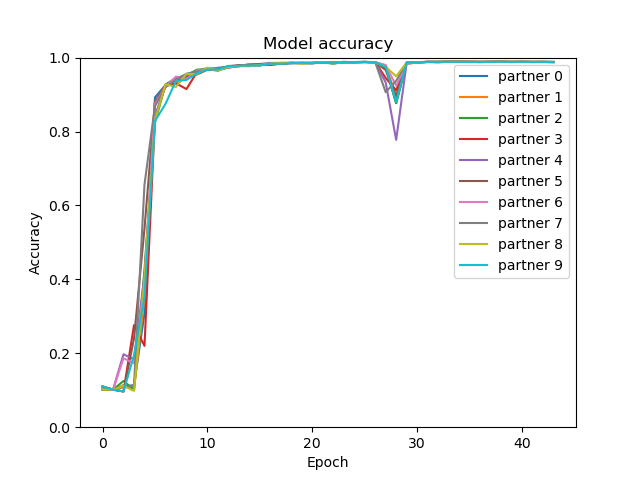 Model accuracy
1.0
0.8
0.6
0.4
0.2
0.0
Accuracy
0 10 20 30 40
Epoch
partner 0
partner 1
partner 2
partner 3
partner 4
partner 5
partner 6
partner 7
partner 8
partner 9